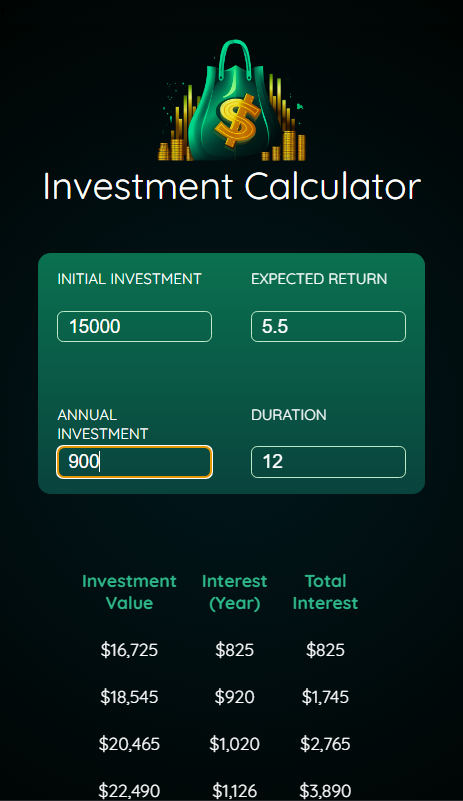 $
Investment Calculator
INITIAL INVESTMENT
EXPECTED RETURN
15000
5.5
ANNUAL
INVESTMENT
DURATION
900
12
Investment Interest Total
Value (Year) Interest
$16,725 $825 $825
$18,545 $920 $1,745
$20,465 $1,020 $2,765
$22,490 $1,126 $3,890